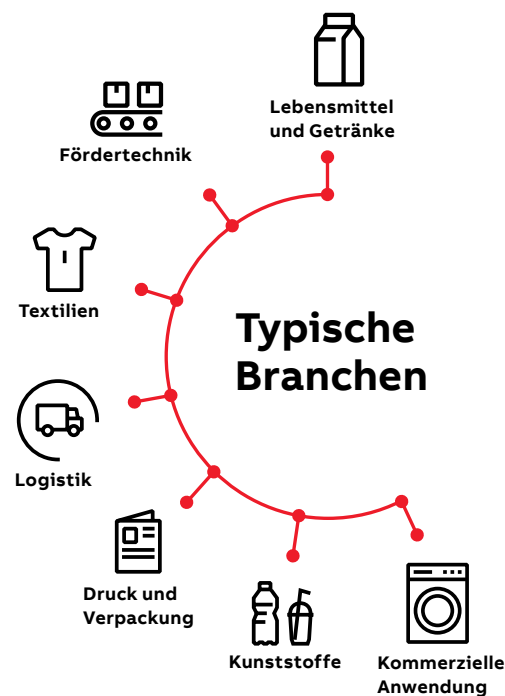 Lebensmittel
und Getränke
Fördertechnik
Textilien
Typische
Branchen
Logistik
Druck und
Verpackung
Kunststoffe
Kommerzielle
Anwendung